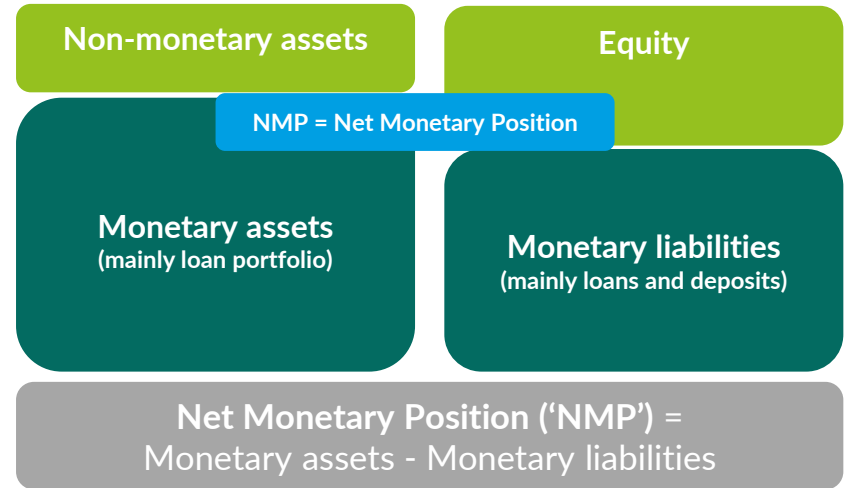 Non-monetary assets
Equity
NMP = Net Monetary Position
Monetary assets
(mainly loan portfolio)
Monetary liabilities
(mainly loans and deposits)
Net Monetary Position (‘NMP’) =
Monetary assets - Monetary liabilities